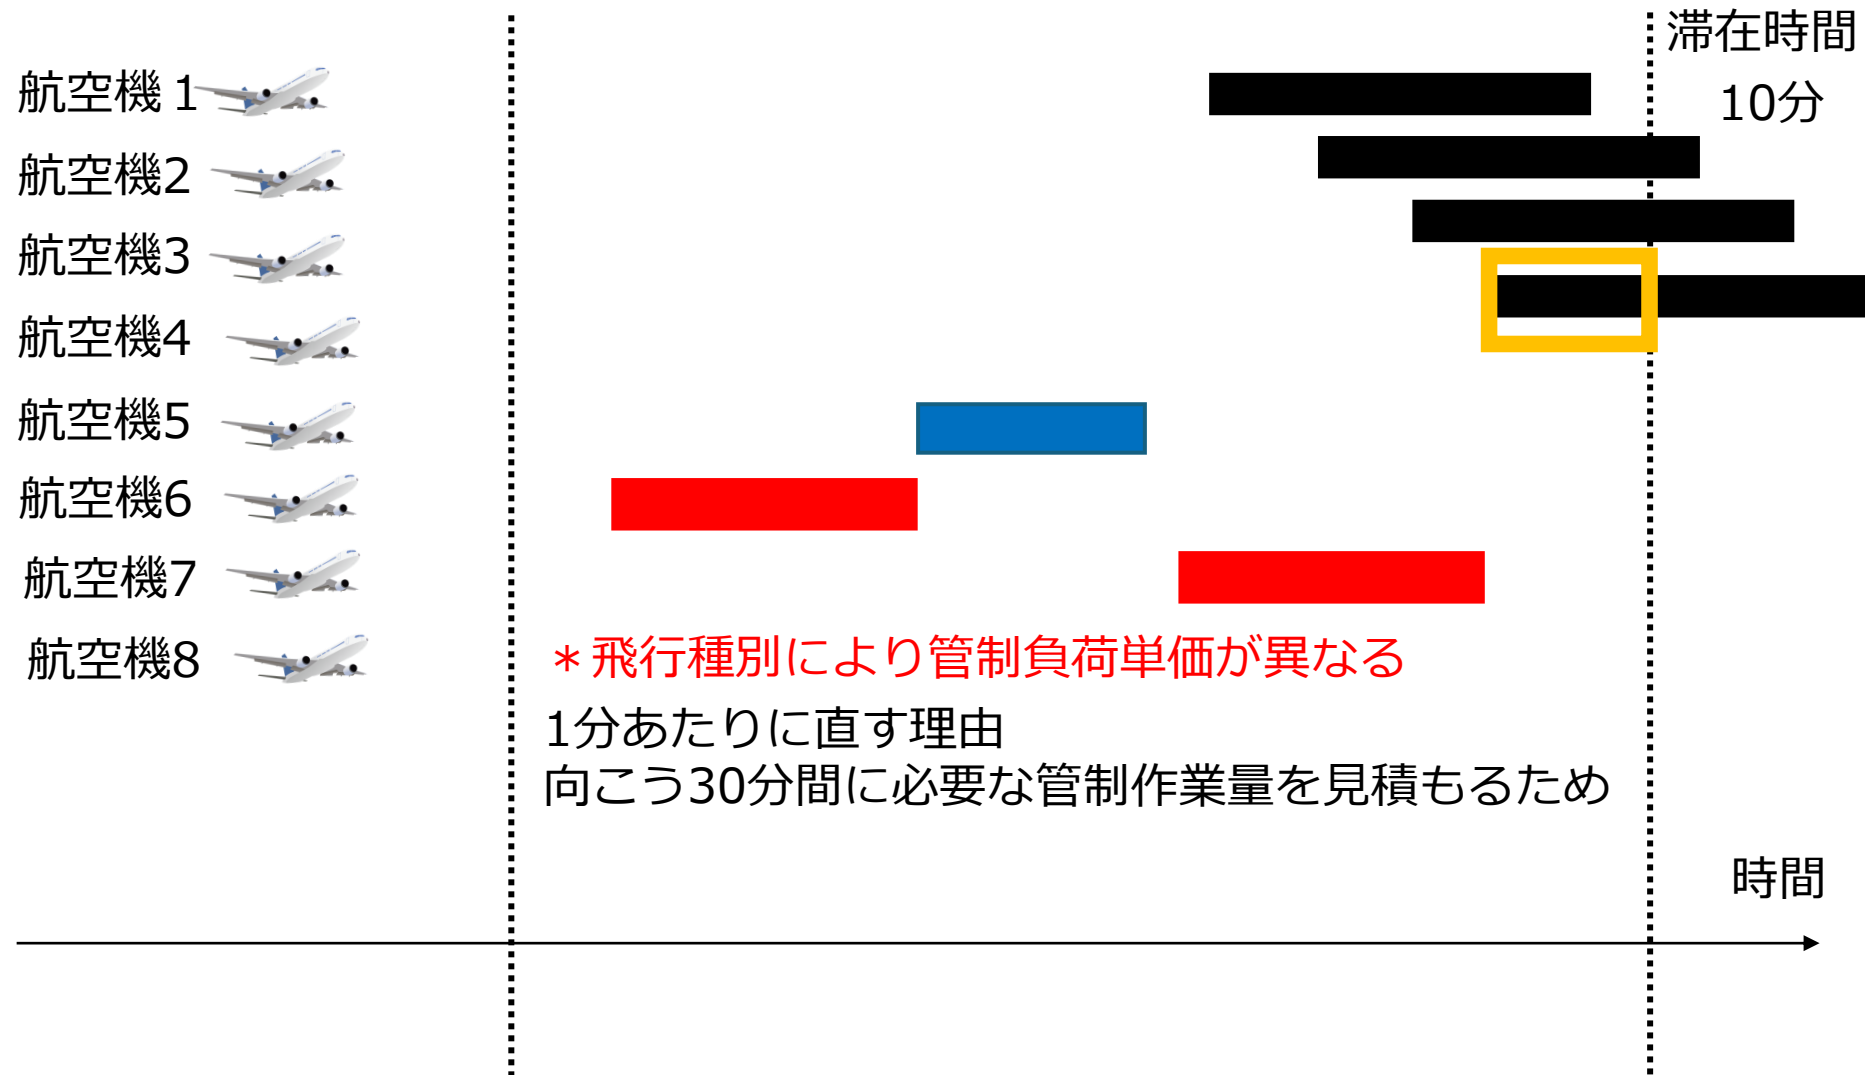 滞在時間
10分
航空機１
航空機2
航空機3
航空機4
航空機5
航空機6
航空機7
航空機8
＊飛行種別により管制負荷単価が異なる
1分あたりに直す理由
向こう30分間に必要な管制作業量を見積もるため
時間